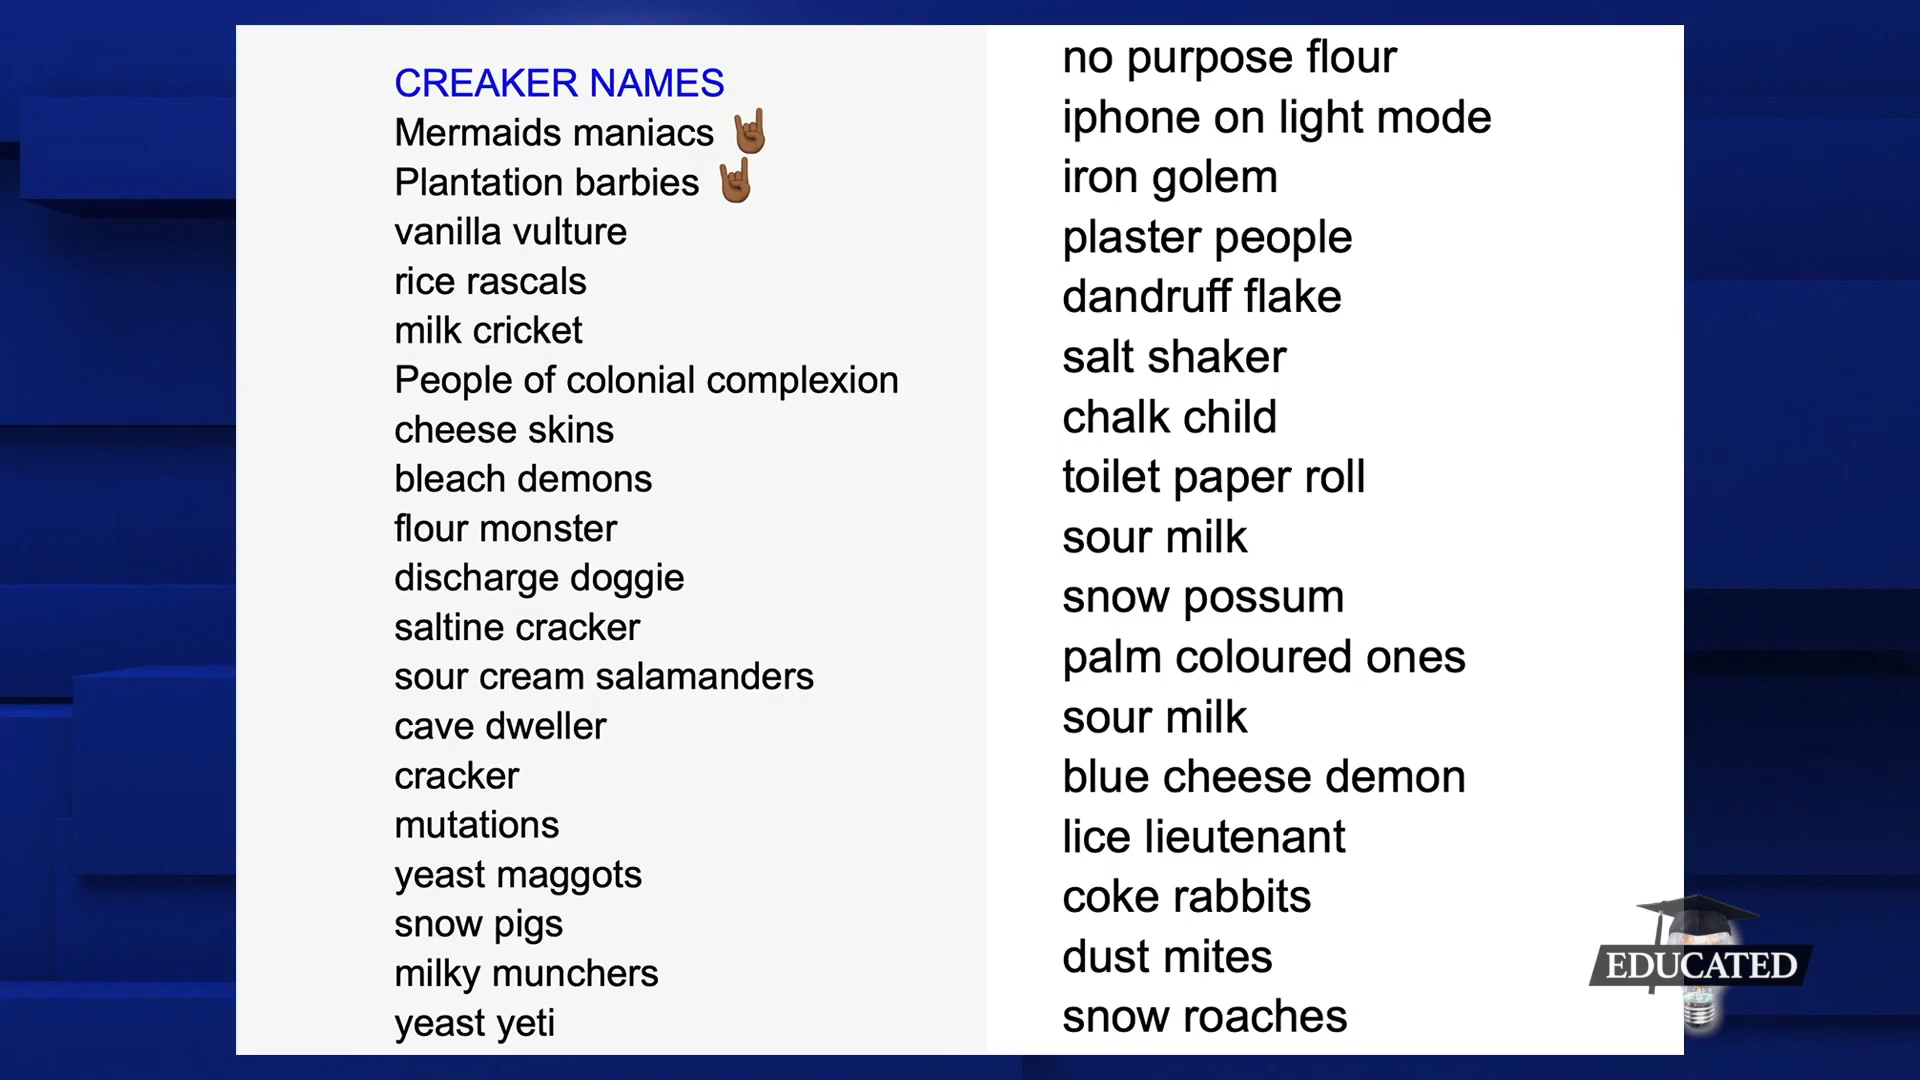 CREAKER NAMES
Mermaids maniacs 🤘🏾
Plantation barbies 🤘🏾
vanilla vulture
rice rascals
milk cricket
People of colonial complexion
cheese skins
bleach demons
flour monster
discharge doggie
saltine cracker
sour cream salamanders
cave dweller
cracker
mutations
yeast maggots
snow pigs
milky munchers
yeast yeti
no purpose flour
iphone on light mode
iron golem
plaster people
dandruff flake
salt shaker
chalk child
toilet paper roll
sour milk
snow possum
palm coloured ones
sour milk
blue cheese demon
lice lieutenant
coke rabbits
dust mites
snow roaches
EDUCATED